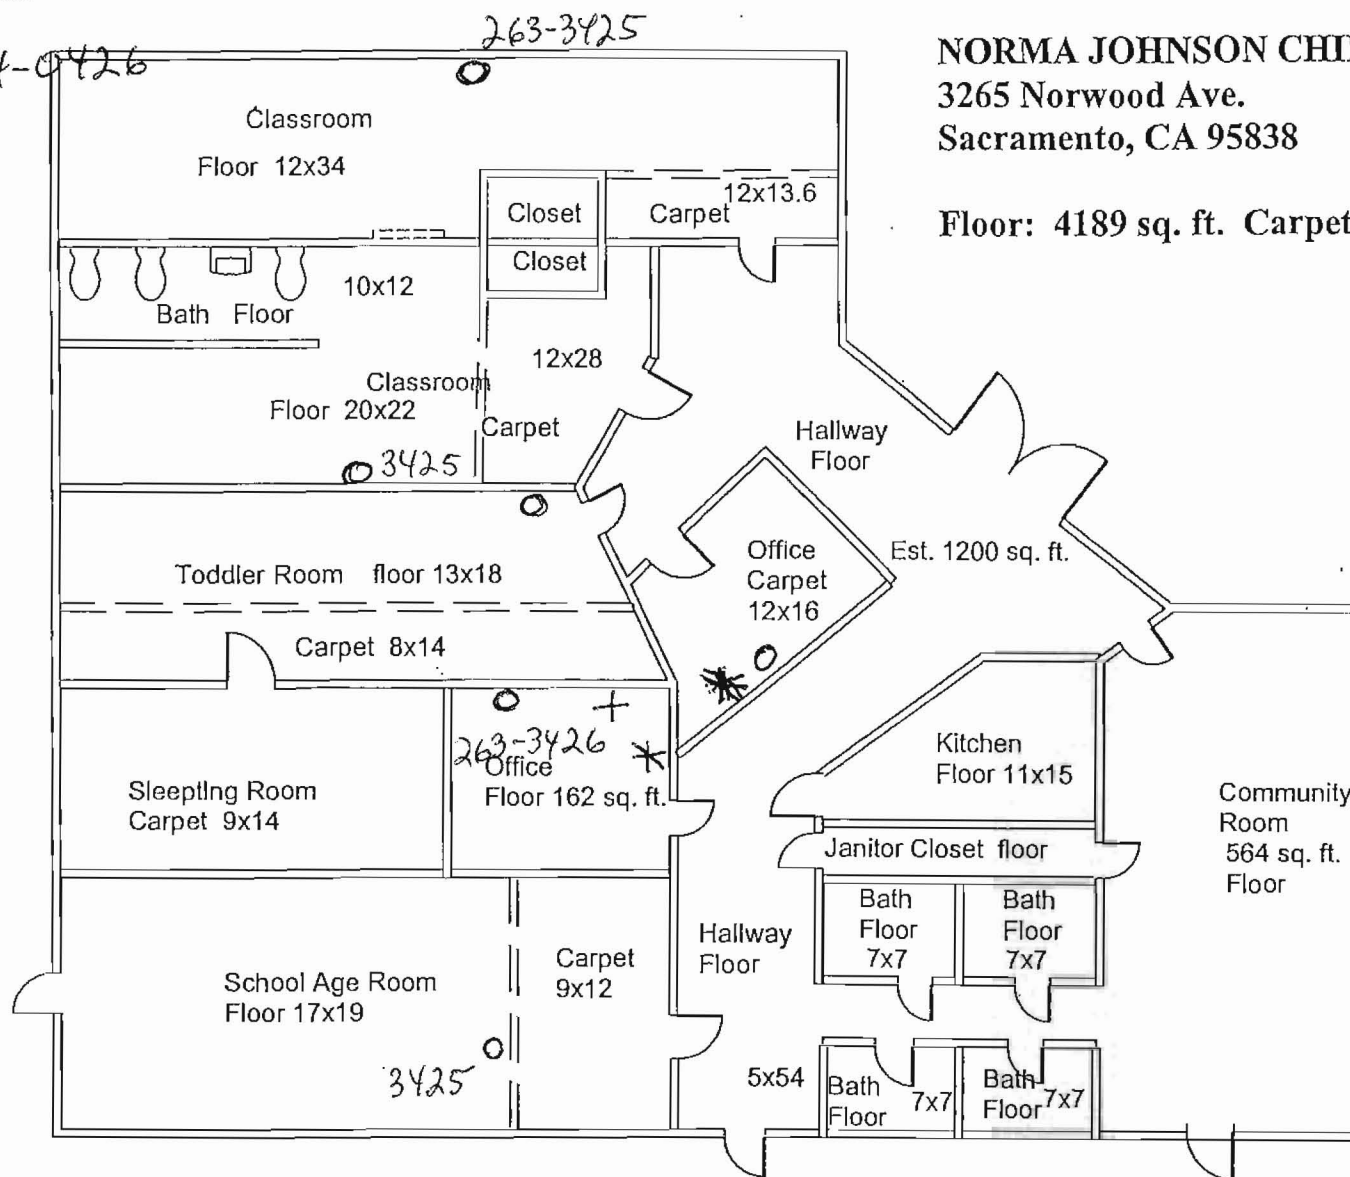 263-3425
-0426
NORMA JOHNSON
3265 Norwood Ave.
Sacramento, CA 95838
Floor: 4189 sq. ft. Carpet
Classroom
Floor 12x34
12x13.6
Closet
Carpet
Closet
10x12
Bath Floor
12x28
Classroom
Floor 20x22
Carpet
3425
Hallway
Floor
Est. 1200 sq. ft.
Office
Carpet
12x16
Toddler Room floor 13x18
Carpet 8x14
263-3426
Office
Floor 162 sq. ft.
Sleepting Room
Carpet 9x14
Kitchen
Floor 11x15
Community
Room
564 sq. ft.
Floor
Janitor Closet floor
Bath
Floor
7x7
Bath
Floor
7x7
Hallway
Floor
School Age Room
Floor 17x19
Carpet
9x12
3425
5x54
Bath
Floor
7x7
Bath
Floor
7x7